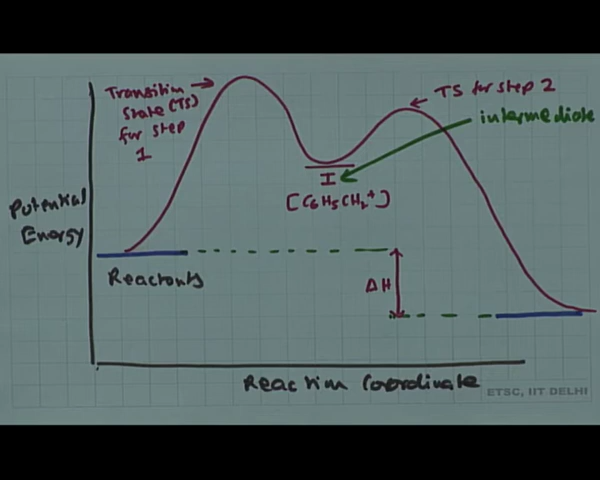 Transition
State (TS)
for step
1
TS for step 2
intermediate
I
[C6H5CH2+]
Potential
Energy
Reactants
ΔH
Reaction Coordinate
ETSC, IIT DELHI